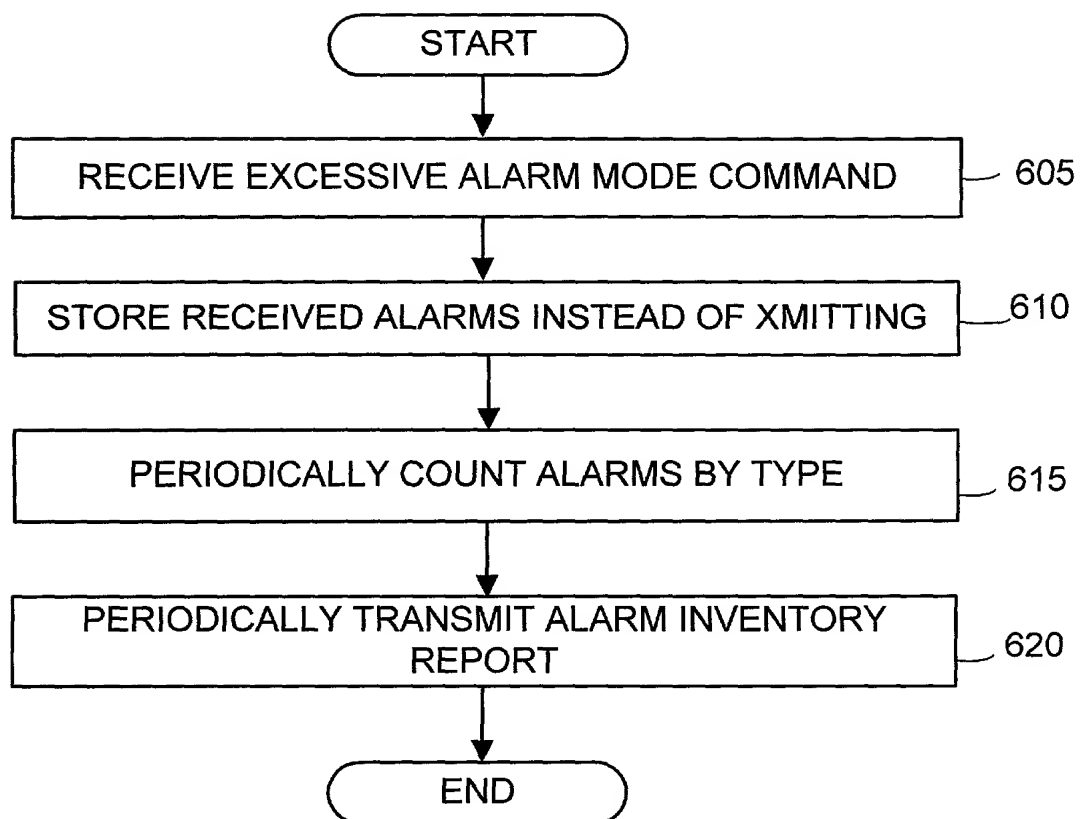 START
RECEIVE EXCESSIVE ALARM MODE COMMAND
605
STORE RECEIVED ALARMS INSTEAD OF XMITTING
610
PERIODICALLY COUNT ALARMS BY TYPE
615
PERIODICALLY TRANSMIT ALARM INVENTORY
REPORT
620
END